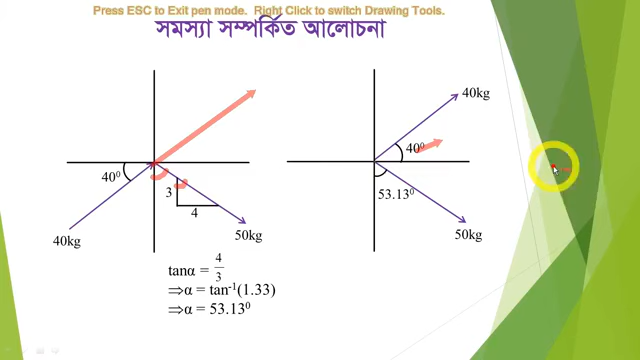 Press ESC to Exit pen mode. Right Click to switch Drawing Tools.
সমস্যা সম্পর্কিত আলোচনা
40kg
40⁰
40⁰
3
4
53.13⁰
40kg
50kg
50kg
tanα = 4/3
⇒α = tan⁻¹(1.33)
⇒α = 53.13⁰